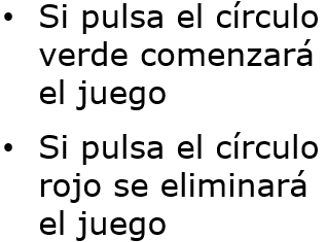 • Si pulsa el círculo
verde comenzará
el juego
• Si pulsa el círculo
rojo se eliminará
el juego